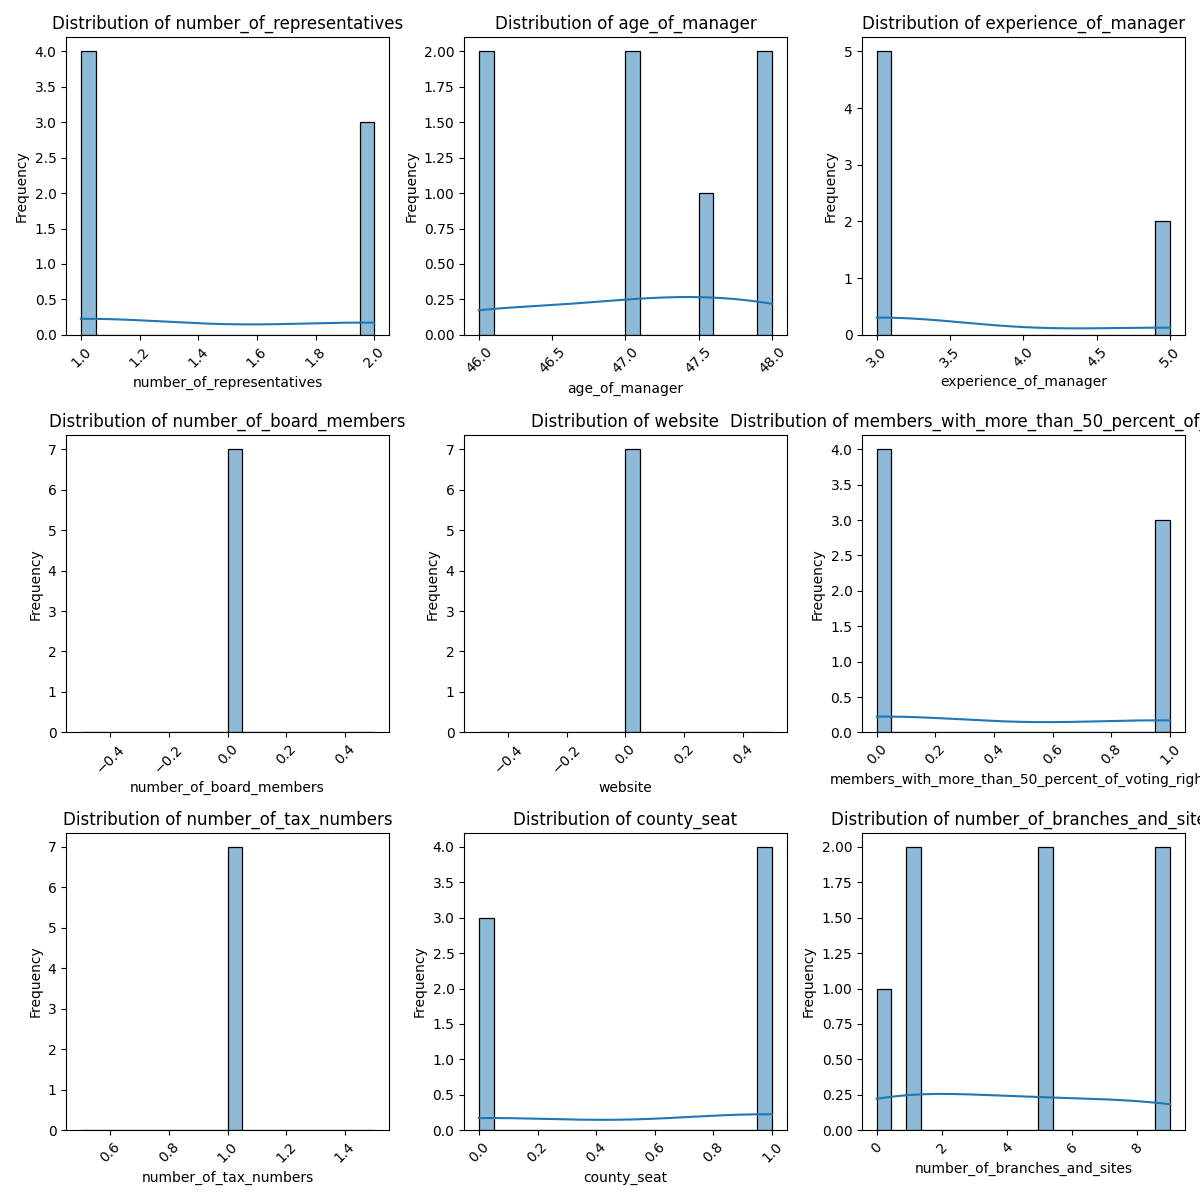 Distribution of number_of_representatives
4.0
3.5
3.0
2.5
2.0
1.5
1.0
0.5
0.0
Frequency
1.0 1.2 1.4 1.6 1.8 2.0
number_of_representatives
Distribution of age_of_manager
2.00
1.75
1.50
1.25
1.00
0.75
0.50
0.25
0.00
Frequency
46.0 46.5 47.0 47.5 48.0
age_of_manager
Distribution of experience_of_manager
5
4
3
2
1
0
Frequency
3.0 3.5 4.0 4.5 5.0
experience_of_manager
Distribution of number_of_board_members
7
6
5
4
3
2
1
0
Frequency
−0.4 −0.2 0.0 0.2 0.4
number_of_board_members
Distribution of website
7
6
5
4
3
2
1
0
Frequency
−0.4 −0.2 0.0 0.2 0.4
website
Distribution of members_with_more_than_50_percent_of_
4.0
3.5
3.0
2.5
2.0
1.5
1.0
0.5
0.0
Frequency
0.0 0.2 0.4 0.6 0.8 1.0
members_with_more_than_50_percent_of_voting_righ
Distribution of number_of_tax_numbers
7
6
5
4
3
2
1
0
Frequency
0.6 0.8 1.0 1.2 1.4
number_of_tax_numbers
Distribution of county_seat
4.0
3.5
3.0
2.5
2.0
1.5
1.0
0.5
0.0
Frequency
0.0 0.2 0.4 0.6 0.8 1.0
county_seat
Distribution of number_of_branches_and_site
2.00
1.75
1.50
1.25
1.00
0.75
0.50
0.25
0.00
Frequency
0 2 4 6 8
number_of_branches_and_sites